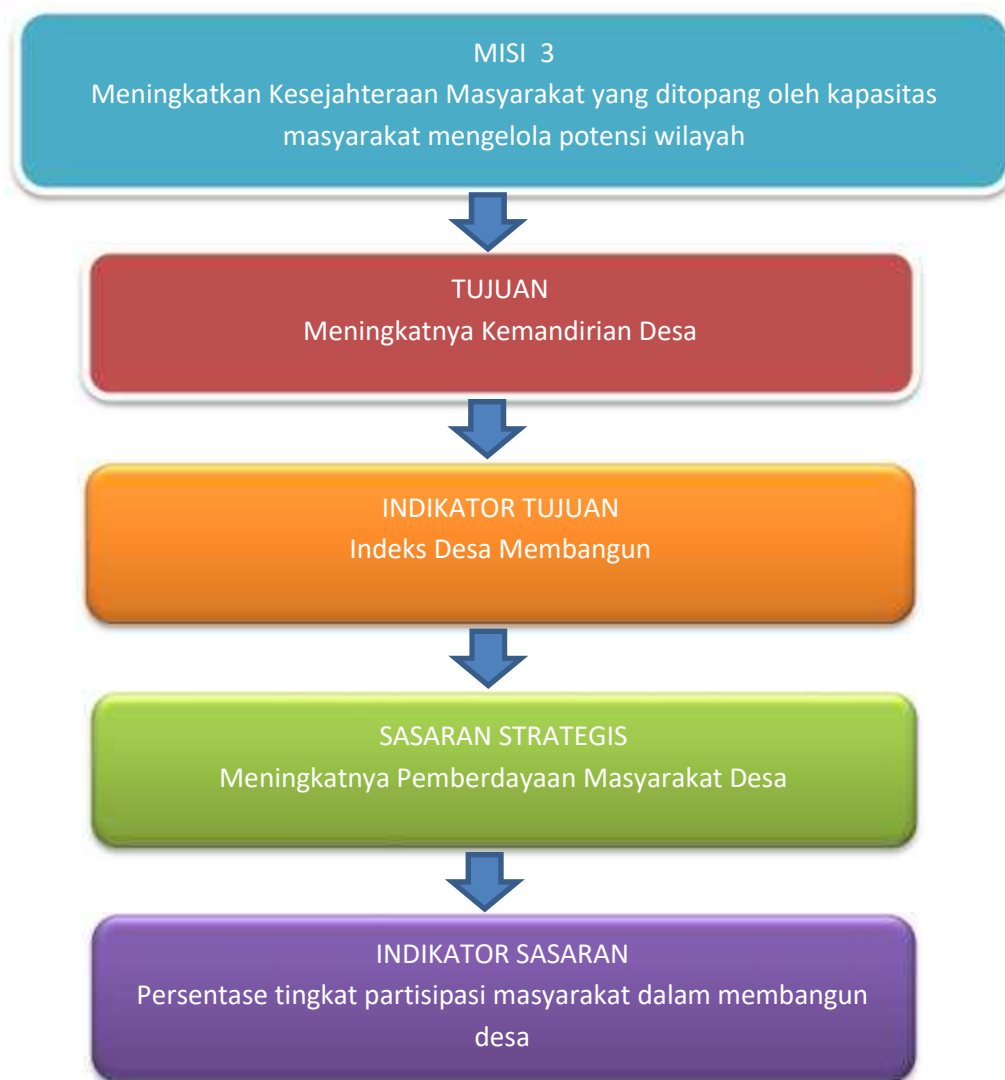 MISI 3
Meningkatkan Kesejahteraan Masyarakat yang ditopang oleh kapasitas
masyarakat mengelola potensi wilayah
TUJUAN
Meningkatnya Kemandirian Desa
INDIKATOR TUJUAN
Indeks Desa Membangun
SASARAN STRATEGIS
Meningkatnya Pemberdayaan Masyarakat Desa
INDIKATOR SASARAN
Persentase tingkat partisipasi masyarakat dalam membangun
desa